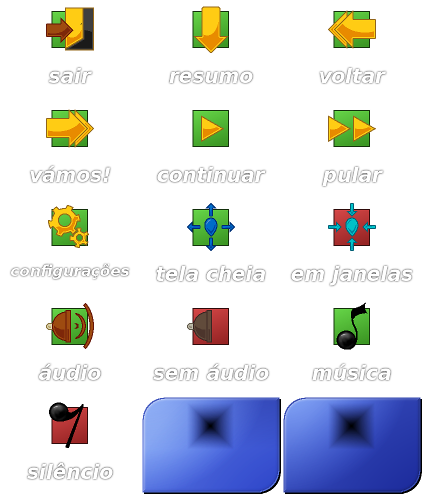 sair
resumo
voltar
vámos!
continuar
pular
configurações
tela cheia
em janelas
áudio
sem áudio
música
silêncio